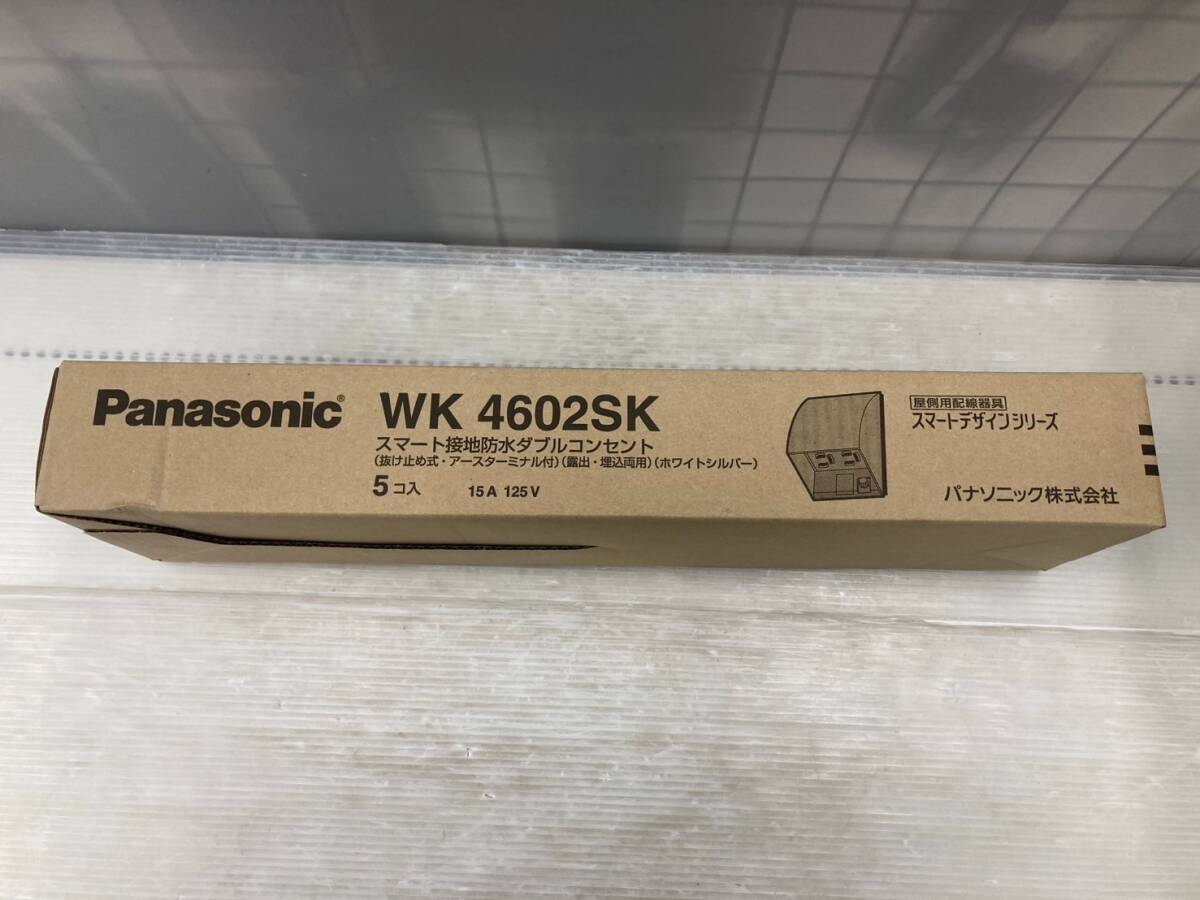 Panasonic®
WK 4602SK
スマート接地防水ダブルコンセント
(抜け止め式・アースターミナル付)(露出・埋込両用)(ホワイトシルバー)
5コ入 15A 125V
屋側用配線器具
スマートデザインシリーズ
パナソニック株式会社